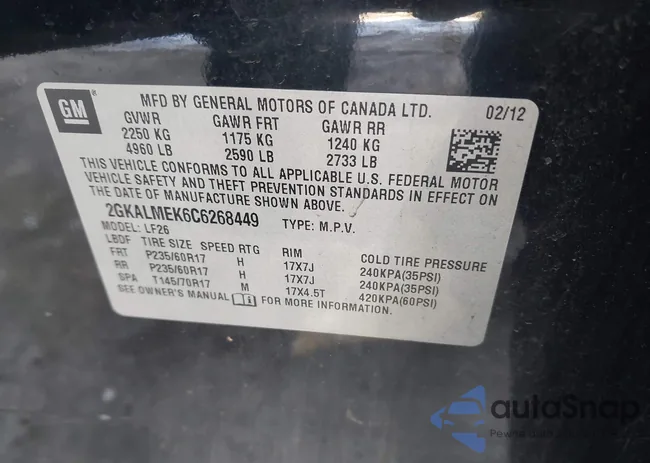 GM
MFD BY GENERAL MOTORS OF CANADA LTD. 02/12
GVWR GAWR FRT GAWR RR
2250 KG 1175 KG 1240 KG
4960 LB 2590 LB 2733 LB
THIS VEHICLE CONFORMS TO ALL APPLICABLE U.S. FEDERAL MOTOR
VEHICLE SAFETY AND THEFT PREVENTION STANDARDS IN EFFECT ON
THE DATE OF MANUFACTURE SHOWN ABOVE.
2GKALMEK6C6268449 TYPE: M.P.V.
MODEL: LF26
LBDF TIRE SIZE SPEED RTG RIM COLD TIRE PRESSURE
FRT P235/60R17 H 17X7J 240KPA(35PSI)
RR P235/60R17 H 17X7J 240KPA(35PSI)
SPA T145/70R17 M 17X4.5T 420KPA(60PSI)
SEE OWNER'S MANUAL FOR MORE INFORMATION.
autoSnap